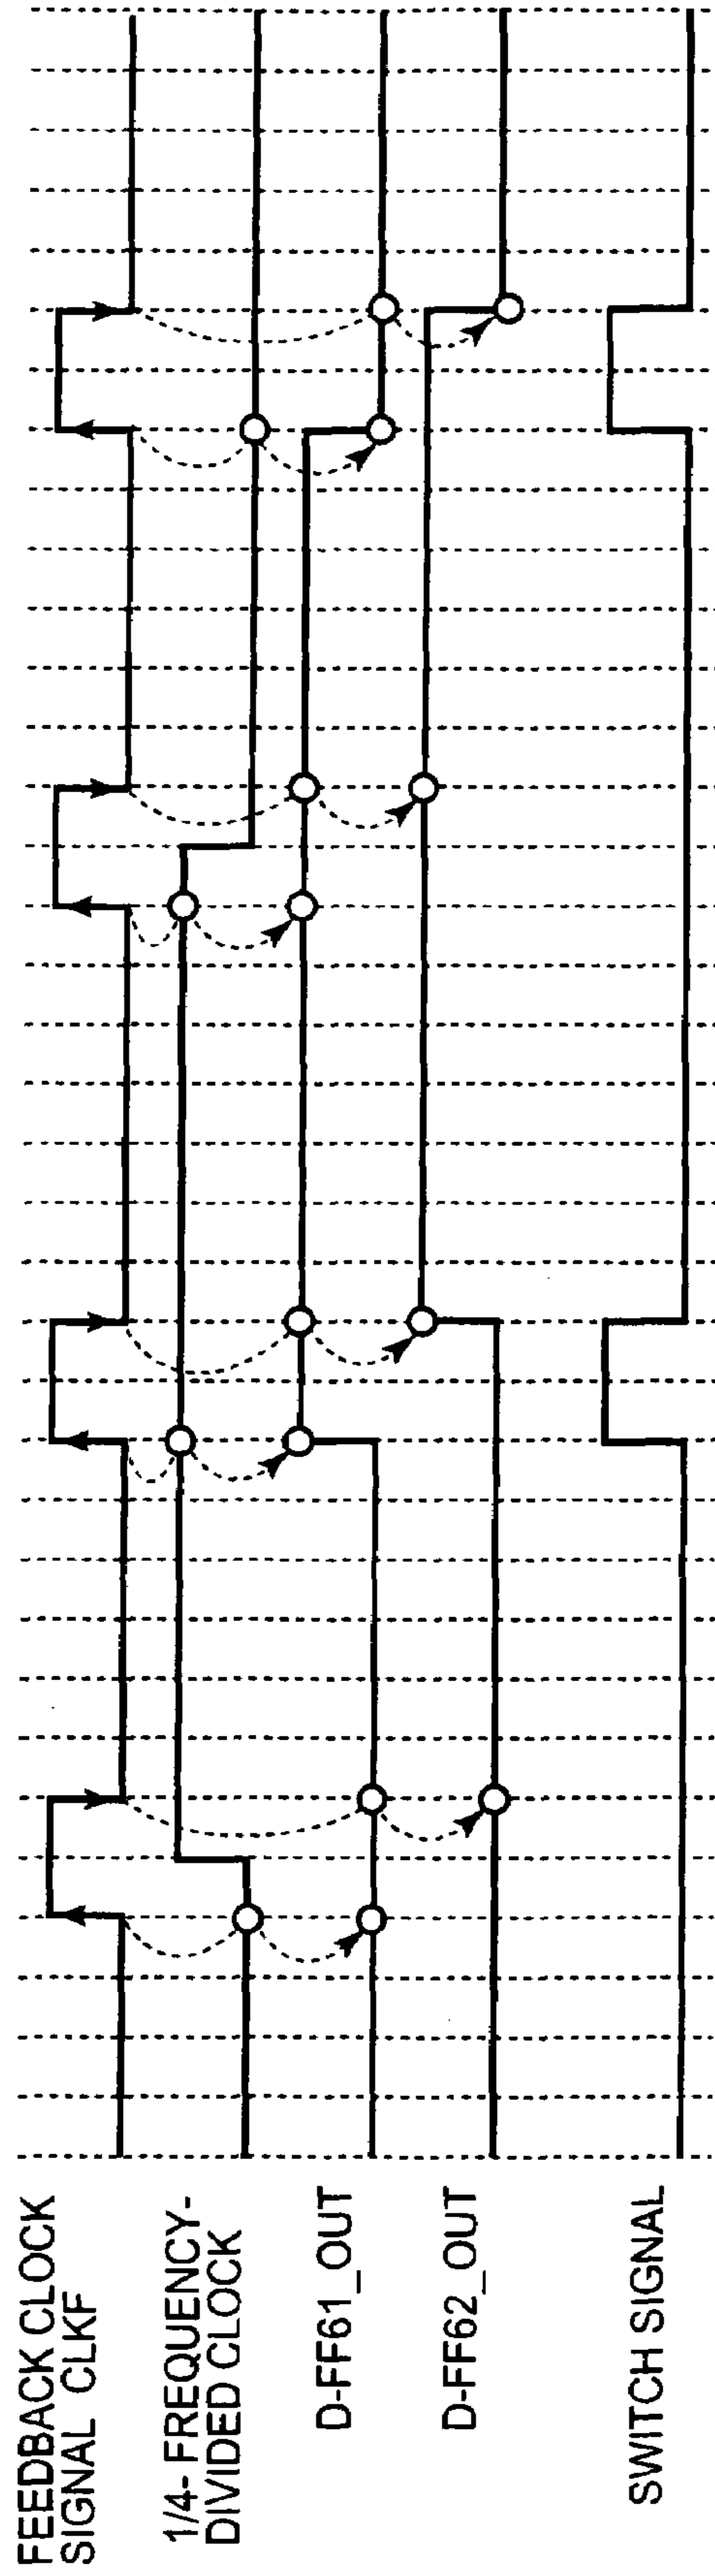 FEEDBACK CLOCK
SIGNAL CLKF
1/4- FREQUENCY-
DIVIDED CLOCK
D-FF61_OUT
D-FF62_OUT
SWITCH SIGNAL